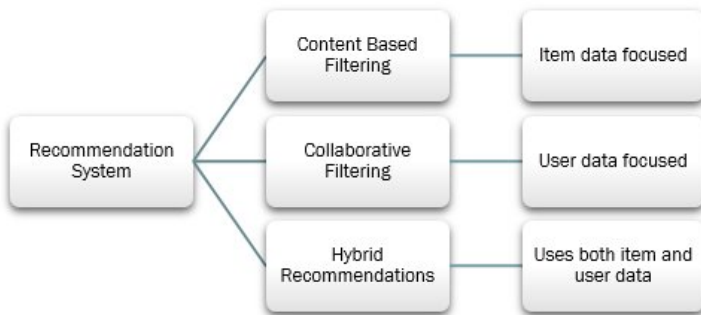 Content Based
Filtering
Item data focused
Recommendation
System
Collaborative
Filtering
User data focused
Hybrid
Recommendations
Uses both item and
user data